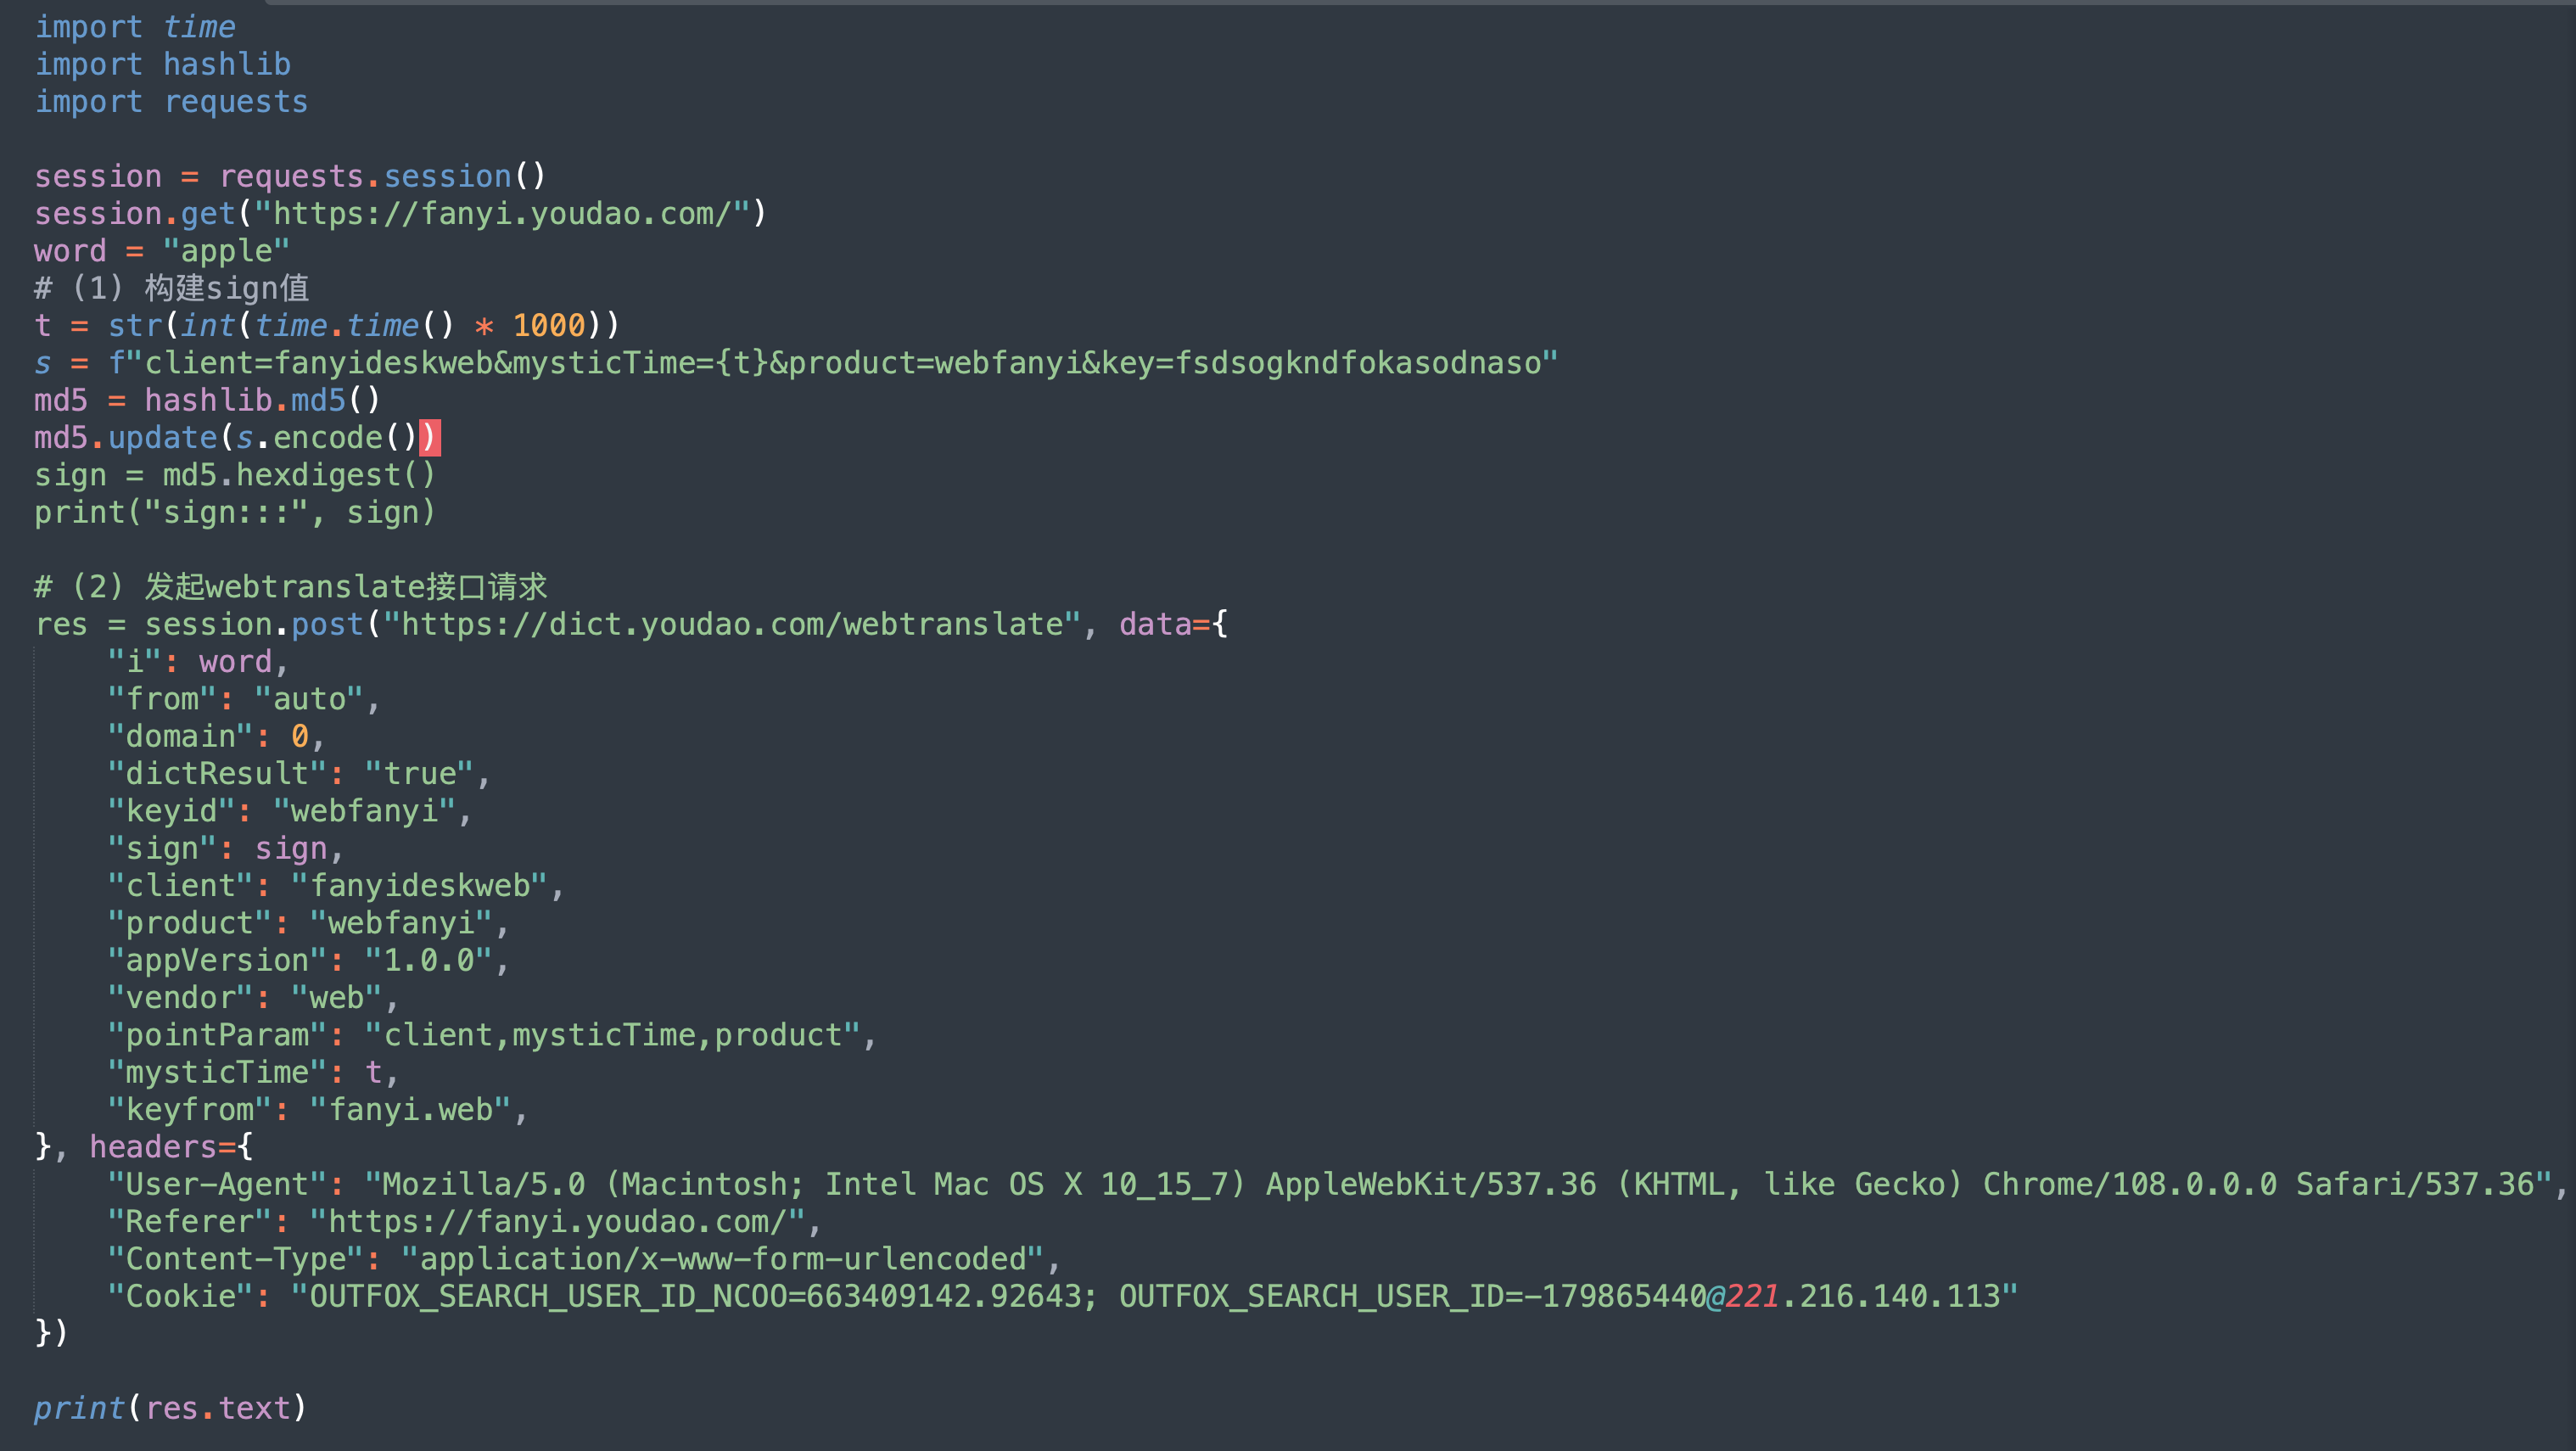 import time
import hashlib
import requests

session = requests.session()
session.get("https://fanyi.youdao.com/")
word = "apple"
# (1) 构建sign值
t = str(int(time.time() * 1000))
s = f"client=fanyideskweb&mysticTime={t}&product=webfanyi&key=fsdsogkndfokasodnaso"
md5 = hashlib.md5()
md5.update(s.encode())
sign = md5.hexdigest()
print("sign:::", sign)

# (2) 发起webtranslate接口请求
res = session.post("https://dict.youdao.com/webtranslate", data={
    "i": word,
    "from": "auto",
    "domain": 0,
    "dictResult": "true",
    "keyid": "webfanyi",
    "sign": sign,
    "client": "fanyideskweb",
    "product": "webfanyi",
    "appVersion": "1.0.0",
    "vendor": "web",
    "pointParam": "client,mysticTime,product",
    "mysticTime": t,
    "keyfrom": "fanyi.web",
}, headers={
    "User-Agent": "Mozilla/5.0 (Macintosh; Intel Mac OS X 10_15_7) AppleWebKit/537.36 (KHTML, like Gecko) Chrome/108.0.0.0 Safari/537.36",
    "Referer": "https://fanyi.youdao.com/",
    "Content-Type": "application/x-www-form-urlencoded",
    "Cookie": "OUTFOX_SEARCH_USER_ID_NCOO=663409142.92643; OUTFOX_SEARCH_USER_ID=-179865440@221.216.140.113"
})

print(res.text)